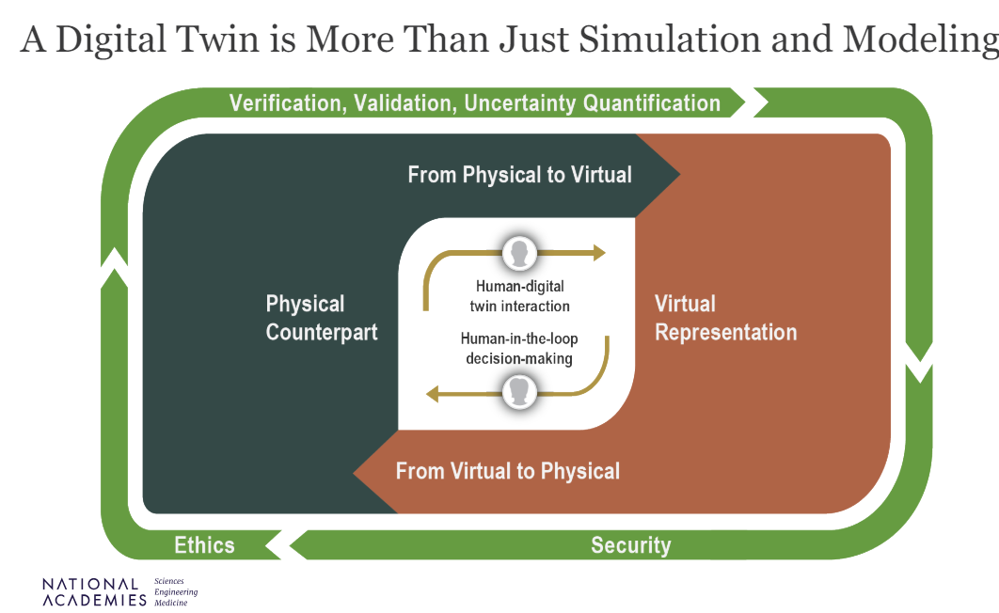 A Digital Twin is More Than Just Simulation and Modeling
Verification, Validation, Uncertainty Quantification
From Physical to Virtual
Human-digital
twin interaction
Physical
Counterpart
Virtual
Representation
Human-in-the-loop
decision-making
From Virtual to Physical
Ethics
Security
NATIONAL
ACADEMIES
Sciences
Engineering
Medicine